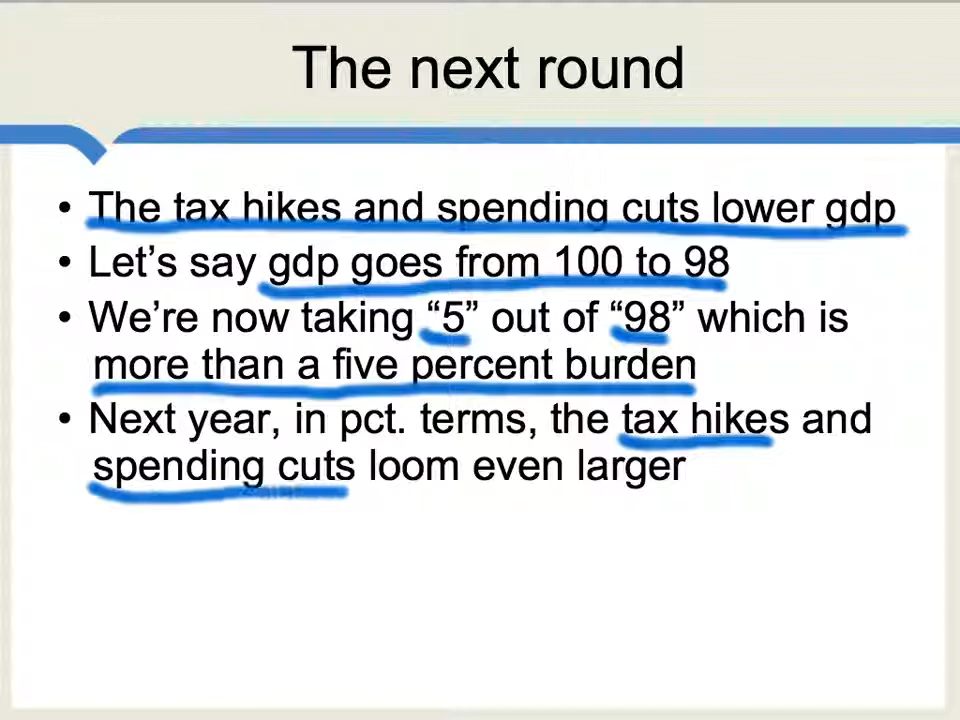 The next round
• The tax hikes and spending cuts lower gdp
• Let’s say gdp goes from 100 to 98
• We’re now taking “5” out of “98” which is
more than a five percent burden
• Next year, in pct. terms, the tax hikes and
spending cuts loom even larger